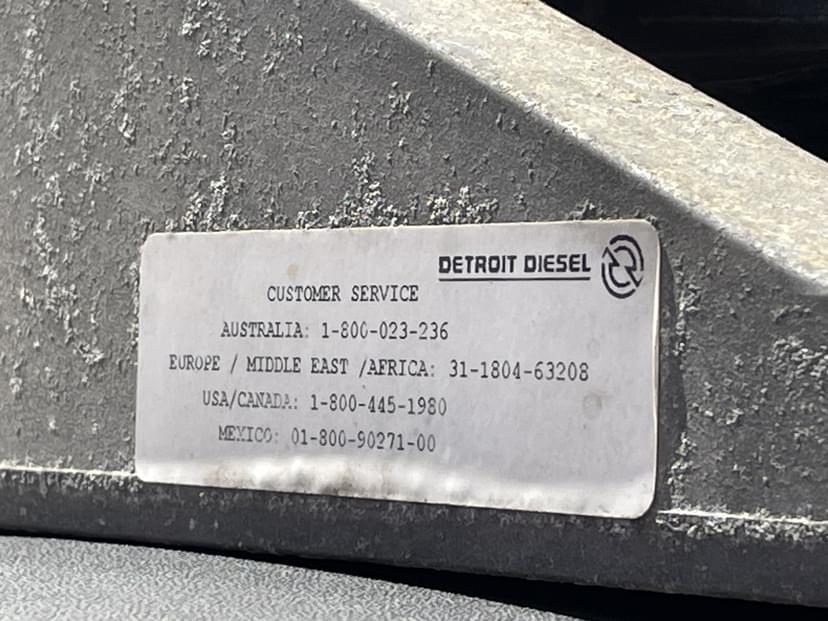 DETROIT DIESEL
CUSTOMER SERVICE
AUSTRALIA: 1-800-023-236
EUROPE / MIDDLE EAST /AFRICA: 31-1804-63208
USA/CANADA: 1-800-445-1980
MEXICO: 01-800-90271-00